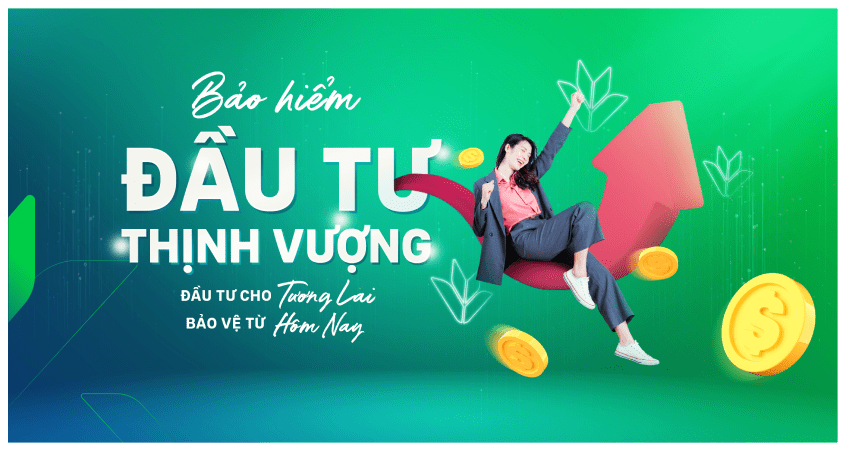 Bảo hiểm
ĐẦU TƯ
THỊNH VƯỢNG
ĐẦU TƯ CHO Tương Lai
BẢO VỆ TỪ Hôm Nay